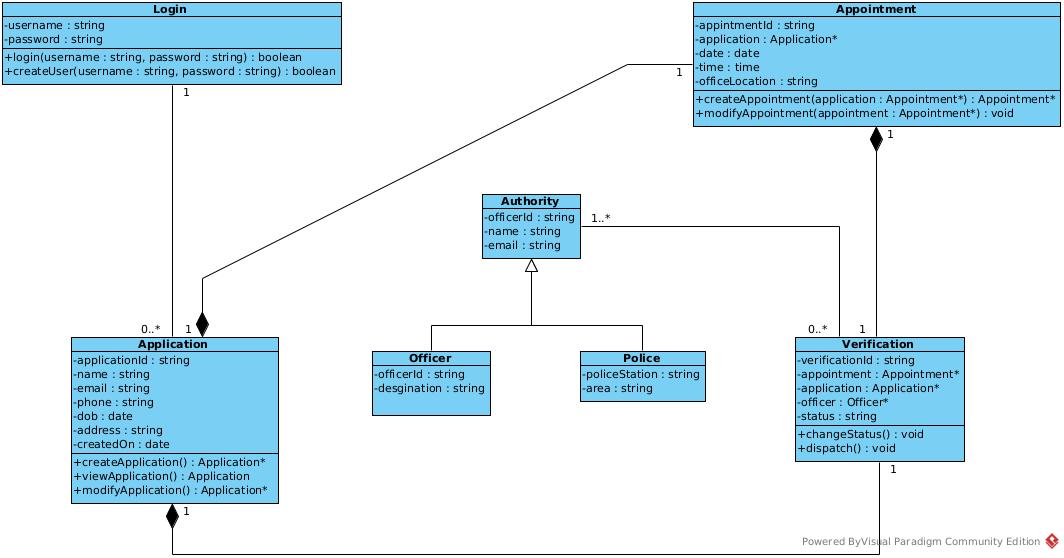 Login
-username : string
-password : string
+login(username : string, password : string) : boolean
+createUser(username : string, password : string) : boolean
1
Appointment
-appintmentId : string
-application : Application*
-date : date
-time : time
-officeLocation : string
+createAppointment(application : Appointment*) : Appointment*
+modifyAppointment(appointment : Appointment*) : void
1
1
Authority
-officerId : string
-name : string
-email : string
1..*
0..*
1
Application
-applicationId : string
-name : string
-email : string
-phone : string
-dob : date
-address : string
-createdOn : date
+createApplication() : Application*
+viewApplication() : Application
+modifyApplication() : Application*
1
Officer
-officerId : string
-desgination : string
Police
-policeStation : string
-area : string
0..*
1
Verification
-verificationId : string
-appointment : Appointment*
-application : Application*
-officer : Officer*
-status : string
+changeStatus() : void
+dispatch() : void
1
Powered ByVisual Paradigm Community Edition